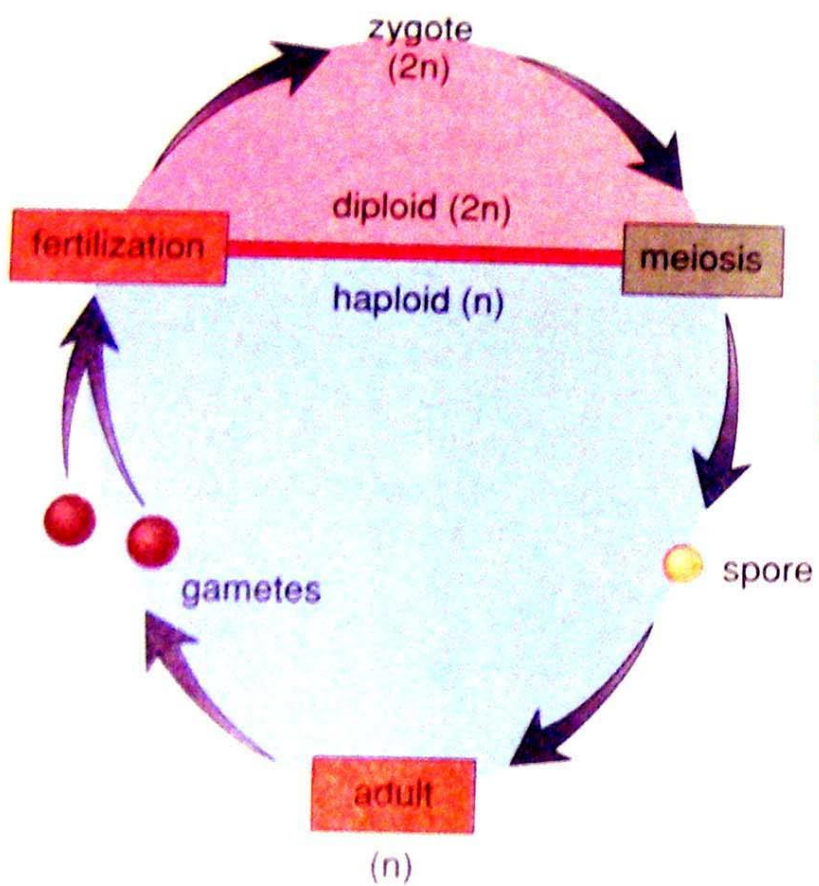 zygote
(2n)
diploid (2n)
fertilization
meiosis
haploid (n)
spore
gametes
adult
(n)